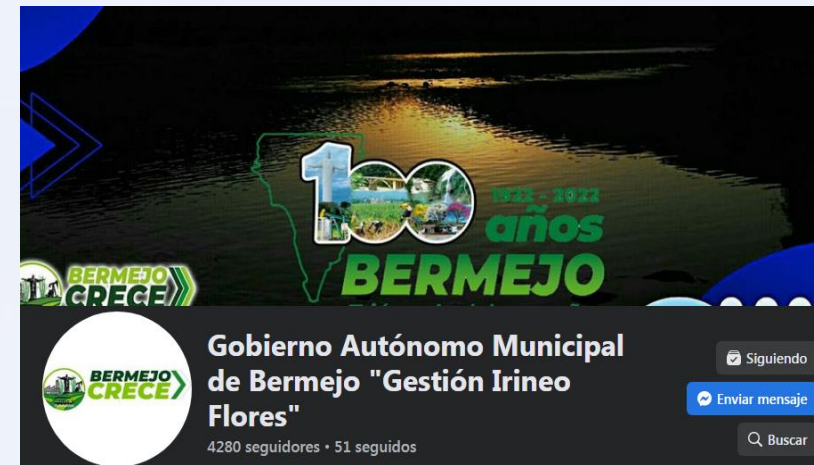 100
1922 - 2022
años
BERMEJO
BERMEJO
CRECE
BERMEJO
CRECE
Gobierno Autónomo Municipal
de Bermejo "Gestión Irineo
Flores"
4280 seguidores · 51 seguidos
Siguiendo
Enviar mensaje
Buscar